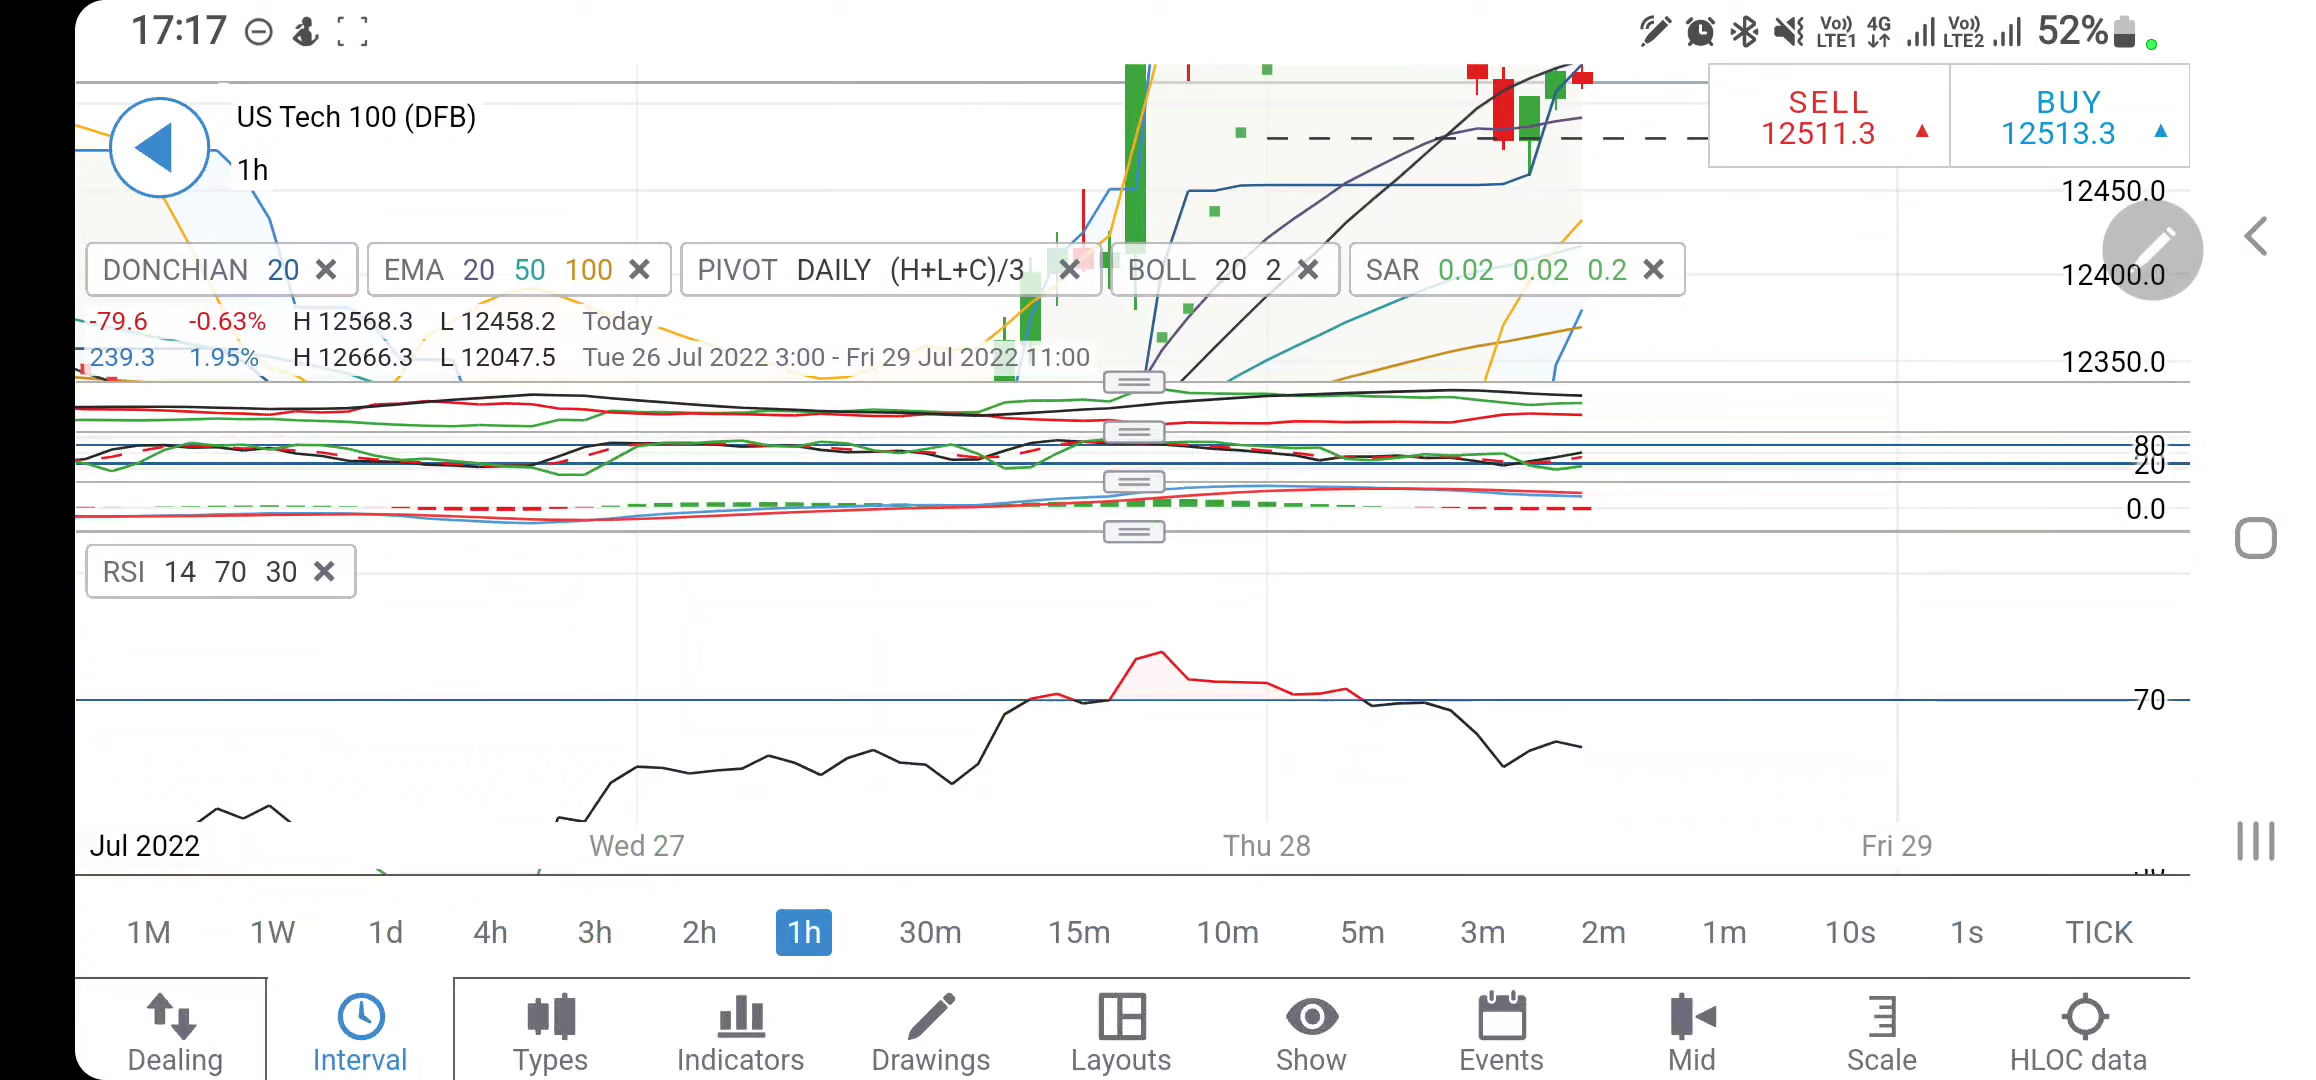 17:17
Vo)) LTE1 4G Vo)) LTE2 52%
US Tech 100 (DFB)
1h
SELL
12511.3
BUY
12513.3
12450.0
DONCHIAN 20
EMA 20 50 100
PIVOT DAILY (H+L+C)/3
BOLL 20 2
SAR 0.02 0.02 0.2
12400.0
-79.6 -0.63% H 12568.3 L 12458.2 Today
239.3 1.95% H 12666.3 L 12047.5 Tue 26 Jul 2022 3:00 - Fri 29 Jul 2022 11:00
12350.0
80
20
0.0
RSI 14 70 30
70
Jul 2022 Wed 27 Thu 28 Fri 29
1M 1W 1d 4h 3h 2h 1h 30m 15m 10m 5m 3m 2m 1m 10s 1s TICK
Dealing Interval Types Indicators Drawings Layouts Show Events Mid Scale HLOC data